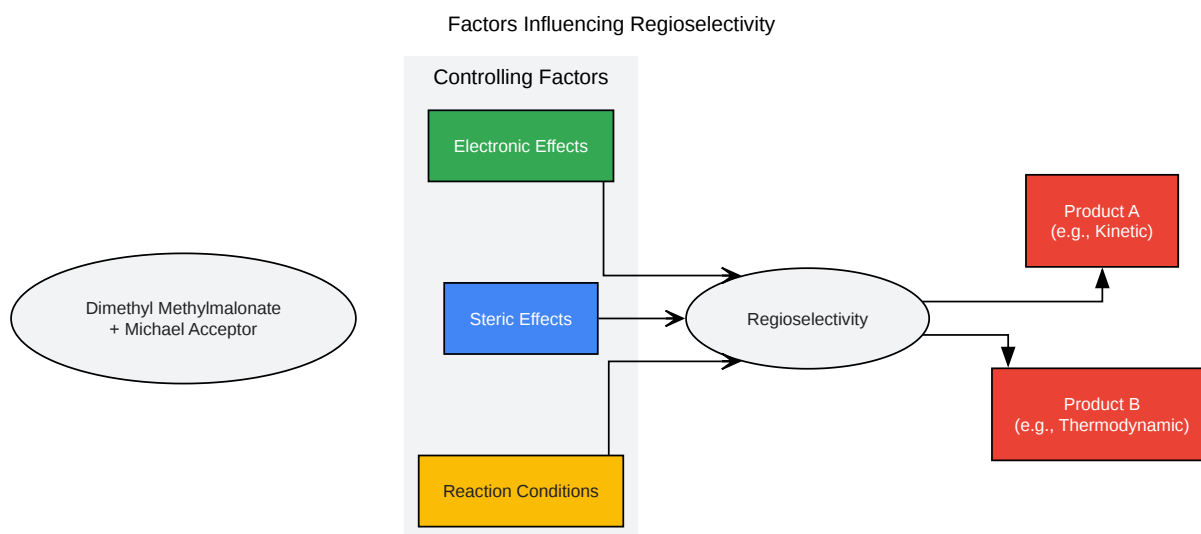 Factors Influencing Regioselectivity
Controlling Factors
Electronic Effects
Steric Effects
Reaction Conditions
Dimethyl Methylmalonate
+ Michael Acceptor
Regioselectivity
Product A
(e.g., Kinetic)
Product B
(e.g., Thermodynamic)